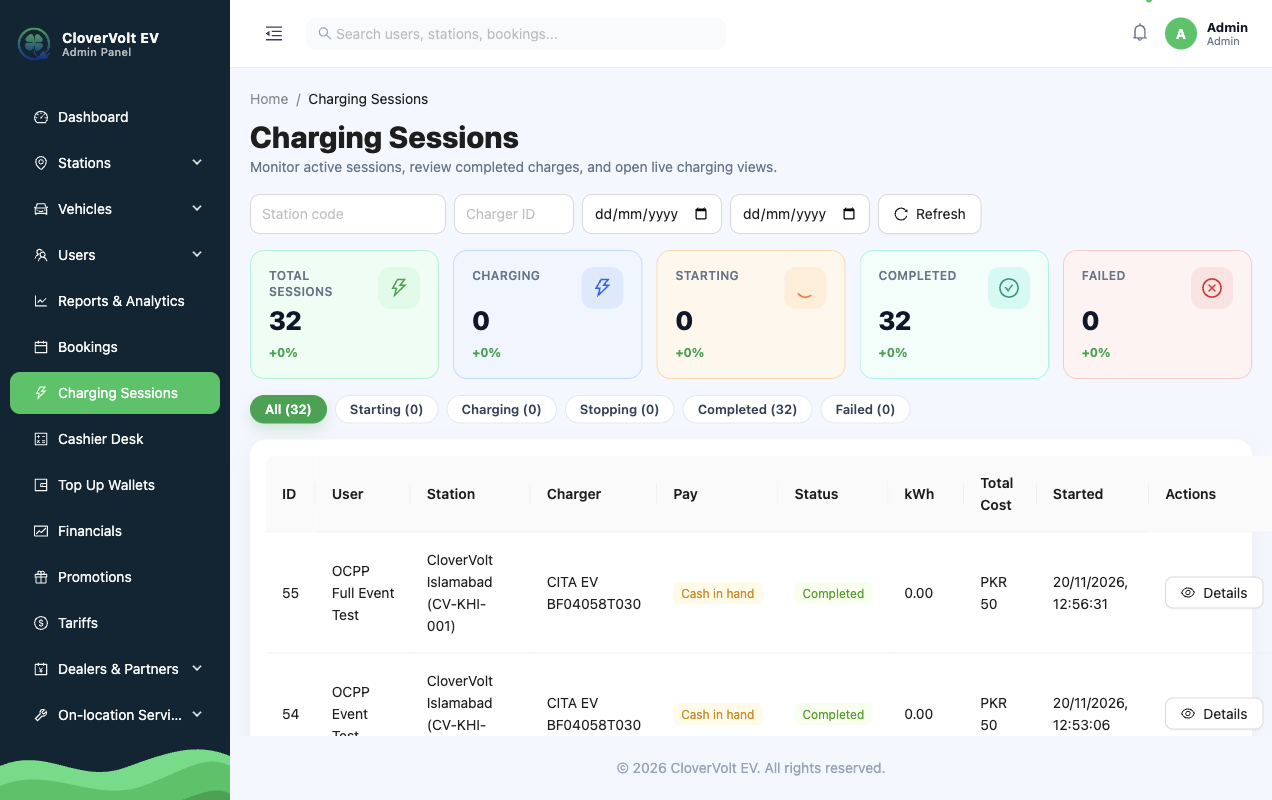 CloverVolt EV
Admin Panel
Search users, stations, bookings...
A
Admin
Admin
Dashboard
Stations
Vehicles
Users
Reports & Analytics
Bookings
Charging Sessions
Cashier Desk
Top Up Wallets
Financials
Promotions
Tariffs
Dealers & Partners
On-location Servi...
Home / Charging Sessions
Charging Sessions
Monitor active sessions, review completed charges, and open live charging views.
Station code
Charger ID
dd/mm/yyyy
dd/mm/yyyy
Refresh
TOTAL
SESSIONS
32
+0%
CHARGING
0
+0%
STARTING
0
+0%
COMPLETED
32
+0%
FAILED
0
+0%
All (32)
Starting (0)
Charging (0)
Stopping (0)
Completed (32)
Failed (0)
ID
User
Station
Charger
Pay
Status
kWh
Total
Cost
Started
Actions
55
OCPP
Full Event
Test
CloverVolt
Islamabad
(CV-KHI-
001)
CITA EV
BF04058T030
Cash in hand
Completed
0.00
PKR
50
20/11/2026,
12:56:31
Details
54
OCPP
Event
Test
CloverVolt
Islamabad
(CV-KHI-
CITA EV
BF04058T030
Cash in hand
Completed
0.00
PKR
50
20/11/2026,
12:53:06
Details
© 2026 CloverVolt EV. All rights reserved.